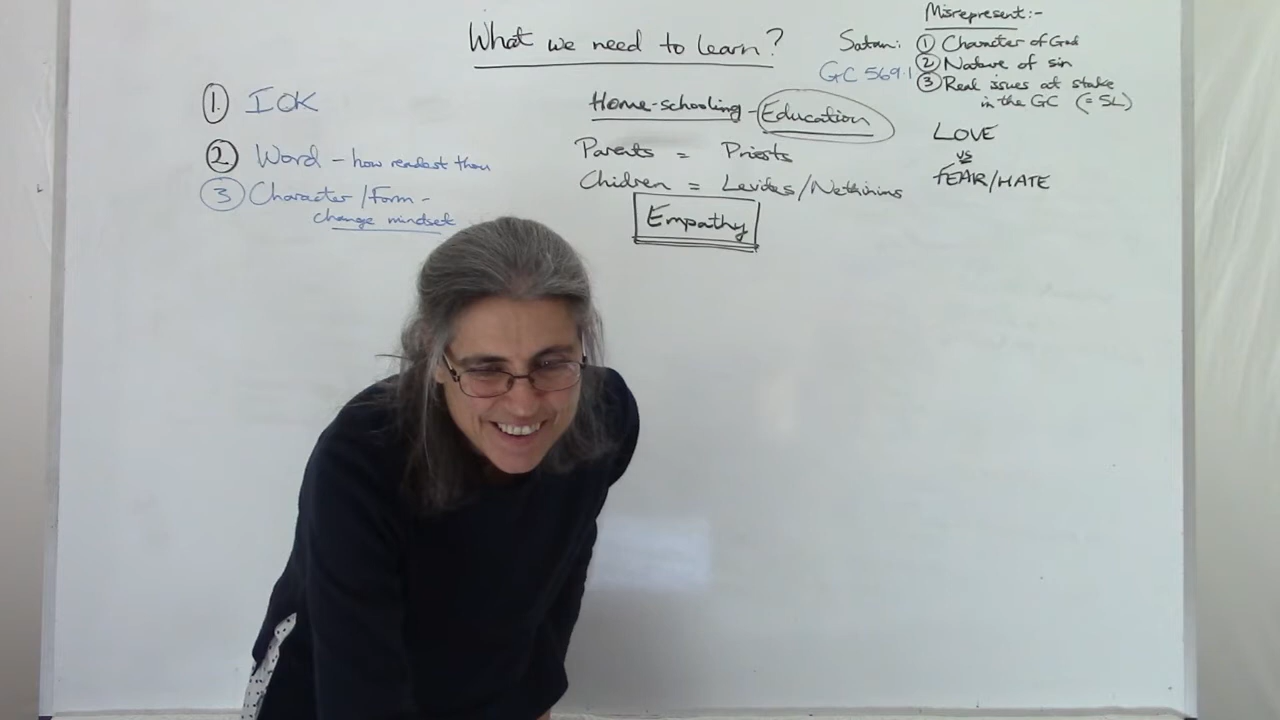 What we need to learn?
① IOK
② Word - how readest thou
③ Character/Form -
change mindset
Home-schooling - Education
Parents = Priests
Chidren = Levites/Nethinims
Empathy
Misrepresent:-
Satan: ① Character of God
GC 569.1 ② Nature of sin
③ Real issues at stake
in the GC (= SL)
LOVE
vs
FEAR/HATE